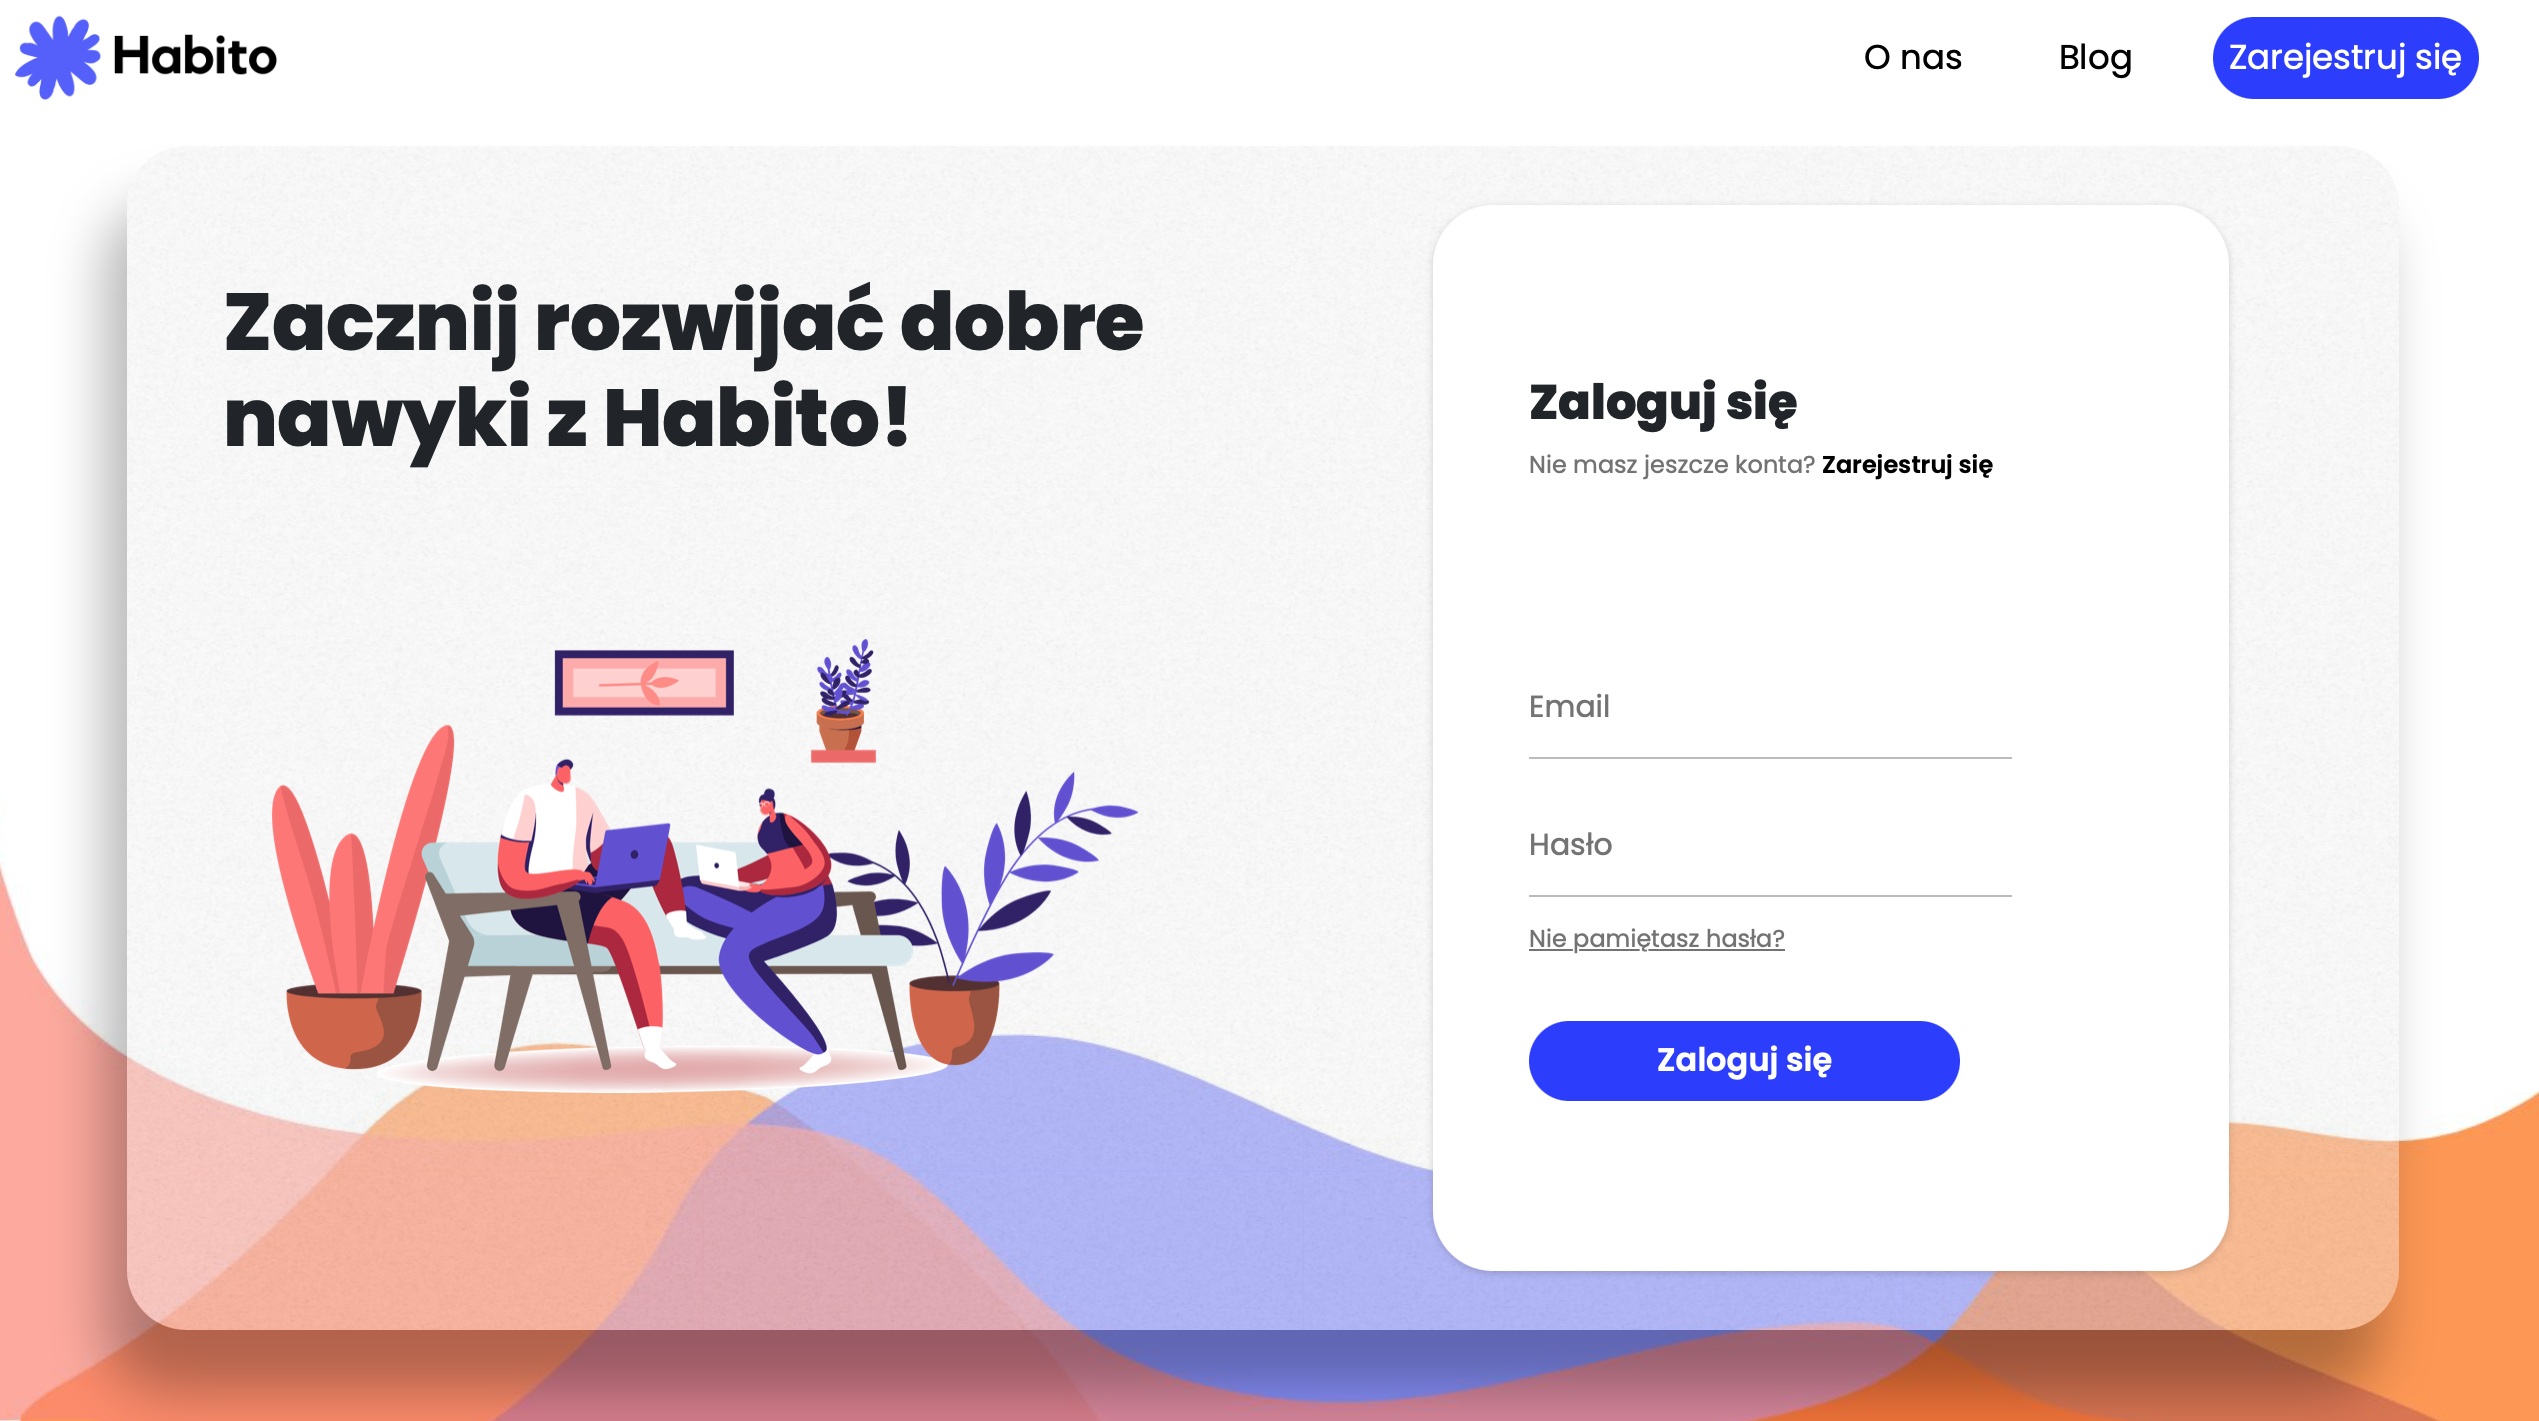 Habito
O nas
Blog
Zarejestruj się
Zacznij rozwijać dobre
nawyki z Habito!
Zaloguj się
Nie masz jeszcze konta? Zarejestruj się
Email
Hasło
Nie pamiętasz hasła?
Zaloguj się